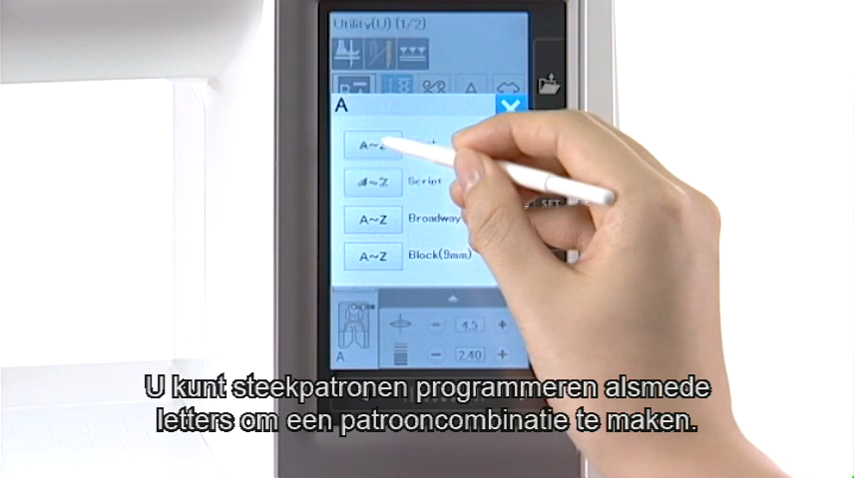 Utility(U) (1/2)
A
A~Z
A~Z Script
A~Z Broadway
A~Z Block(9mm)
4.5
A
2.40
SET
U kunt steekpatronen programmeren alsmede
letters om een patrooncombinatie te maken.